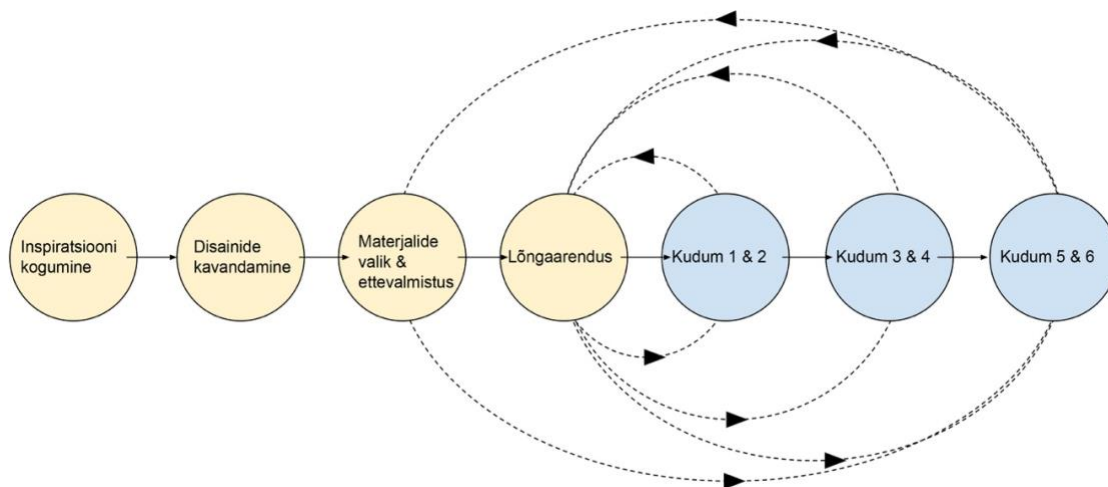 Inspiratsiooni
kogumine
Disainide
kavandamine
Materjalide
valik &
ettevalmistus
Lõngaarendus
Kudum 1 & 2
Kudum 3 & 4
Kudum 5 & 6